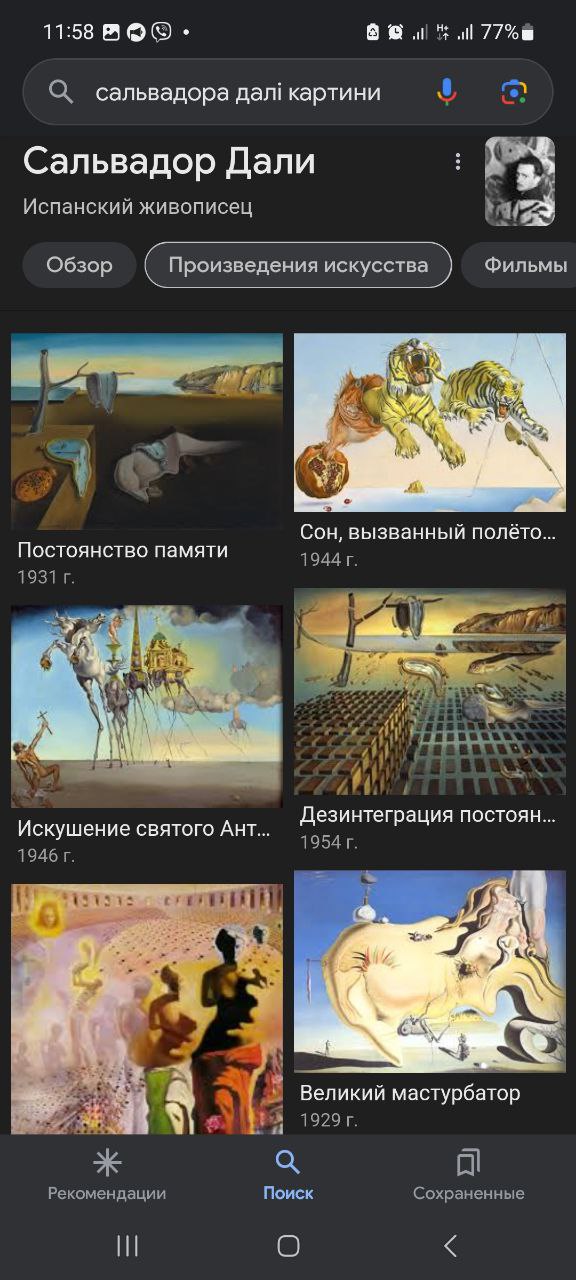 11:58
H+
77%
сальвадора далі картини
Сальвадор Дали
Испанский живописец
Обзор
Произведения искусства
Фильмы
Постоянство памяти
1931 г.
Сон, вызванный полёто...
1944 г.
Искушение святого Ант...
1946 г.
Дезинтеграция постоян...
1954 г.
Великий мастурбатор
1929 г.
Рекомендации
Поиск
Сохраненные